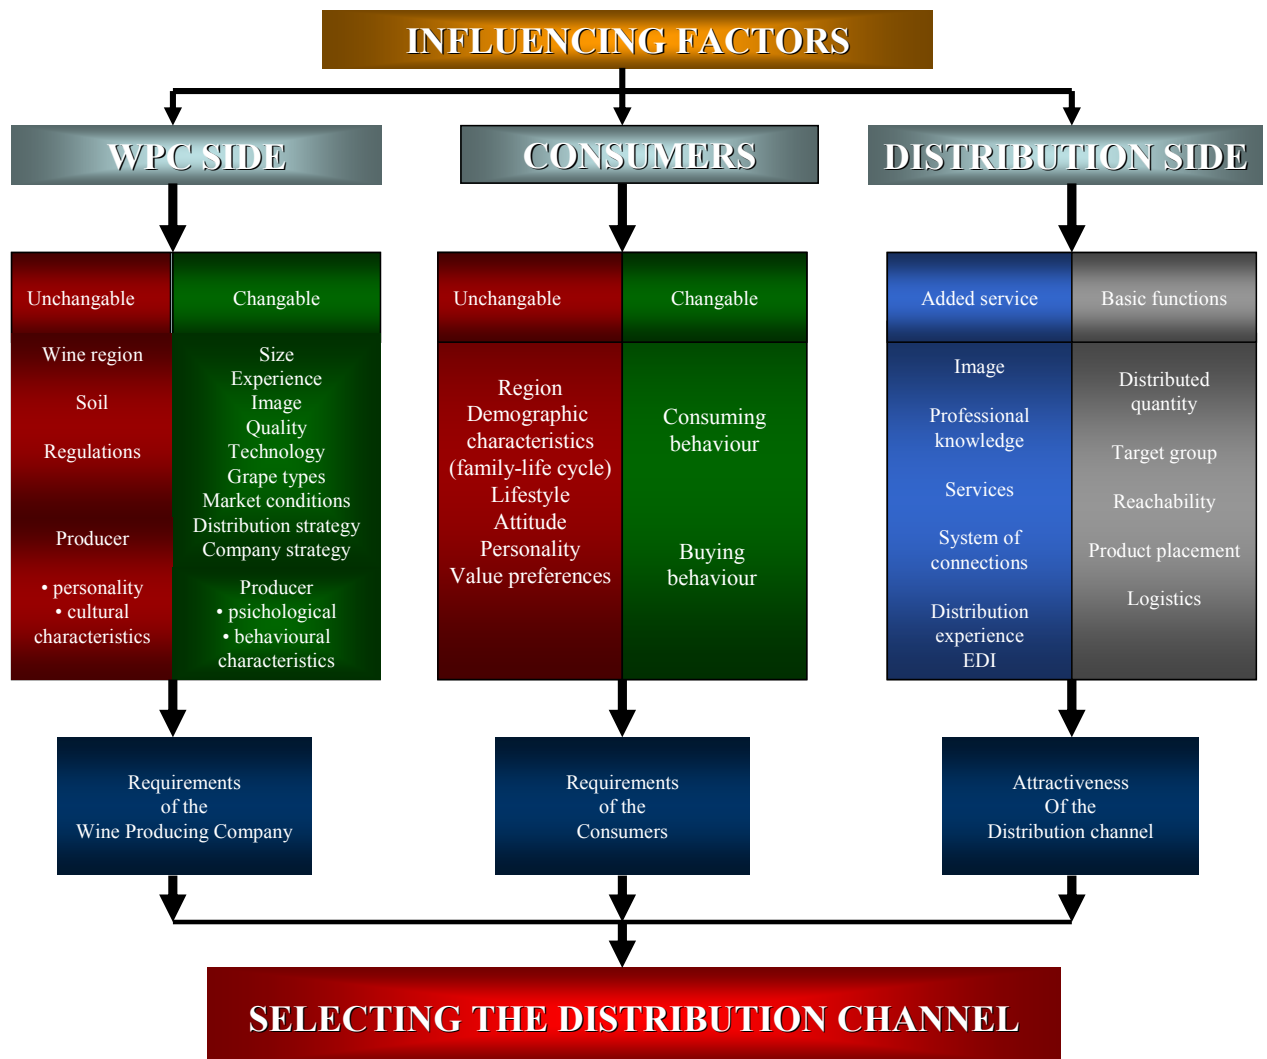 INFLUENCING FACTORS
WPC SIDE
CONSUMERS
DISTRIBUTION SIDE
Unchangable
Changable
Wine region
Soil
Regulations
Producer
• personality
• cultural
characteristics
Size
Experience
Image
Quality
Technology
Grape types
Market conditions
Distribution strategy
Company strategy
Producer
• psichological
• behavioural
characteristics
Unchangable
Changable
Region
Demographic
characteristics
(family-life cycle)
Lifestyle
Attitude
Personality
Value preferences
Consuming
behaviour
Buying
behaviour
Added service
Basic functions
Image
Professional
knowledge
Services
System of
connections
Distribution
experience
EDI
Distributed
quantity
Target group
Reachability
Product placement
Logistics
Requirements
of the
Wine Producing Company
Requirements
of the
Consumers
Attractiveness
Of the
Distribution channel
SELECTING THE DISTRIBUTION CHANNEL